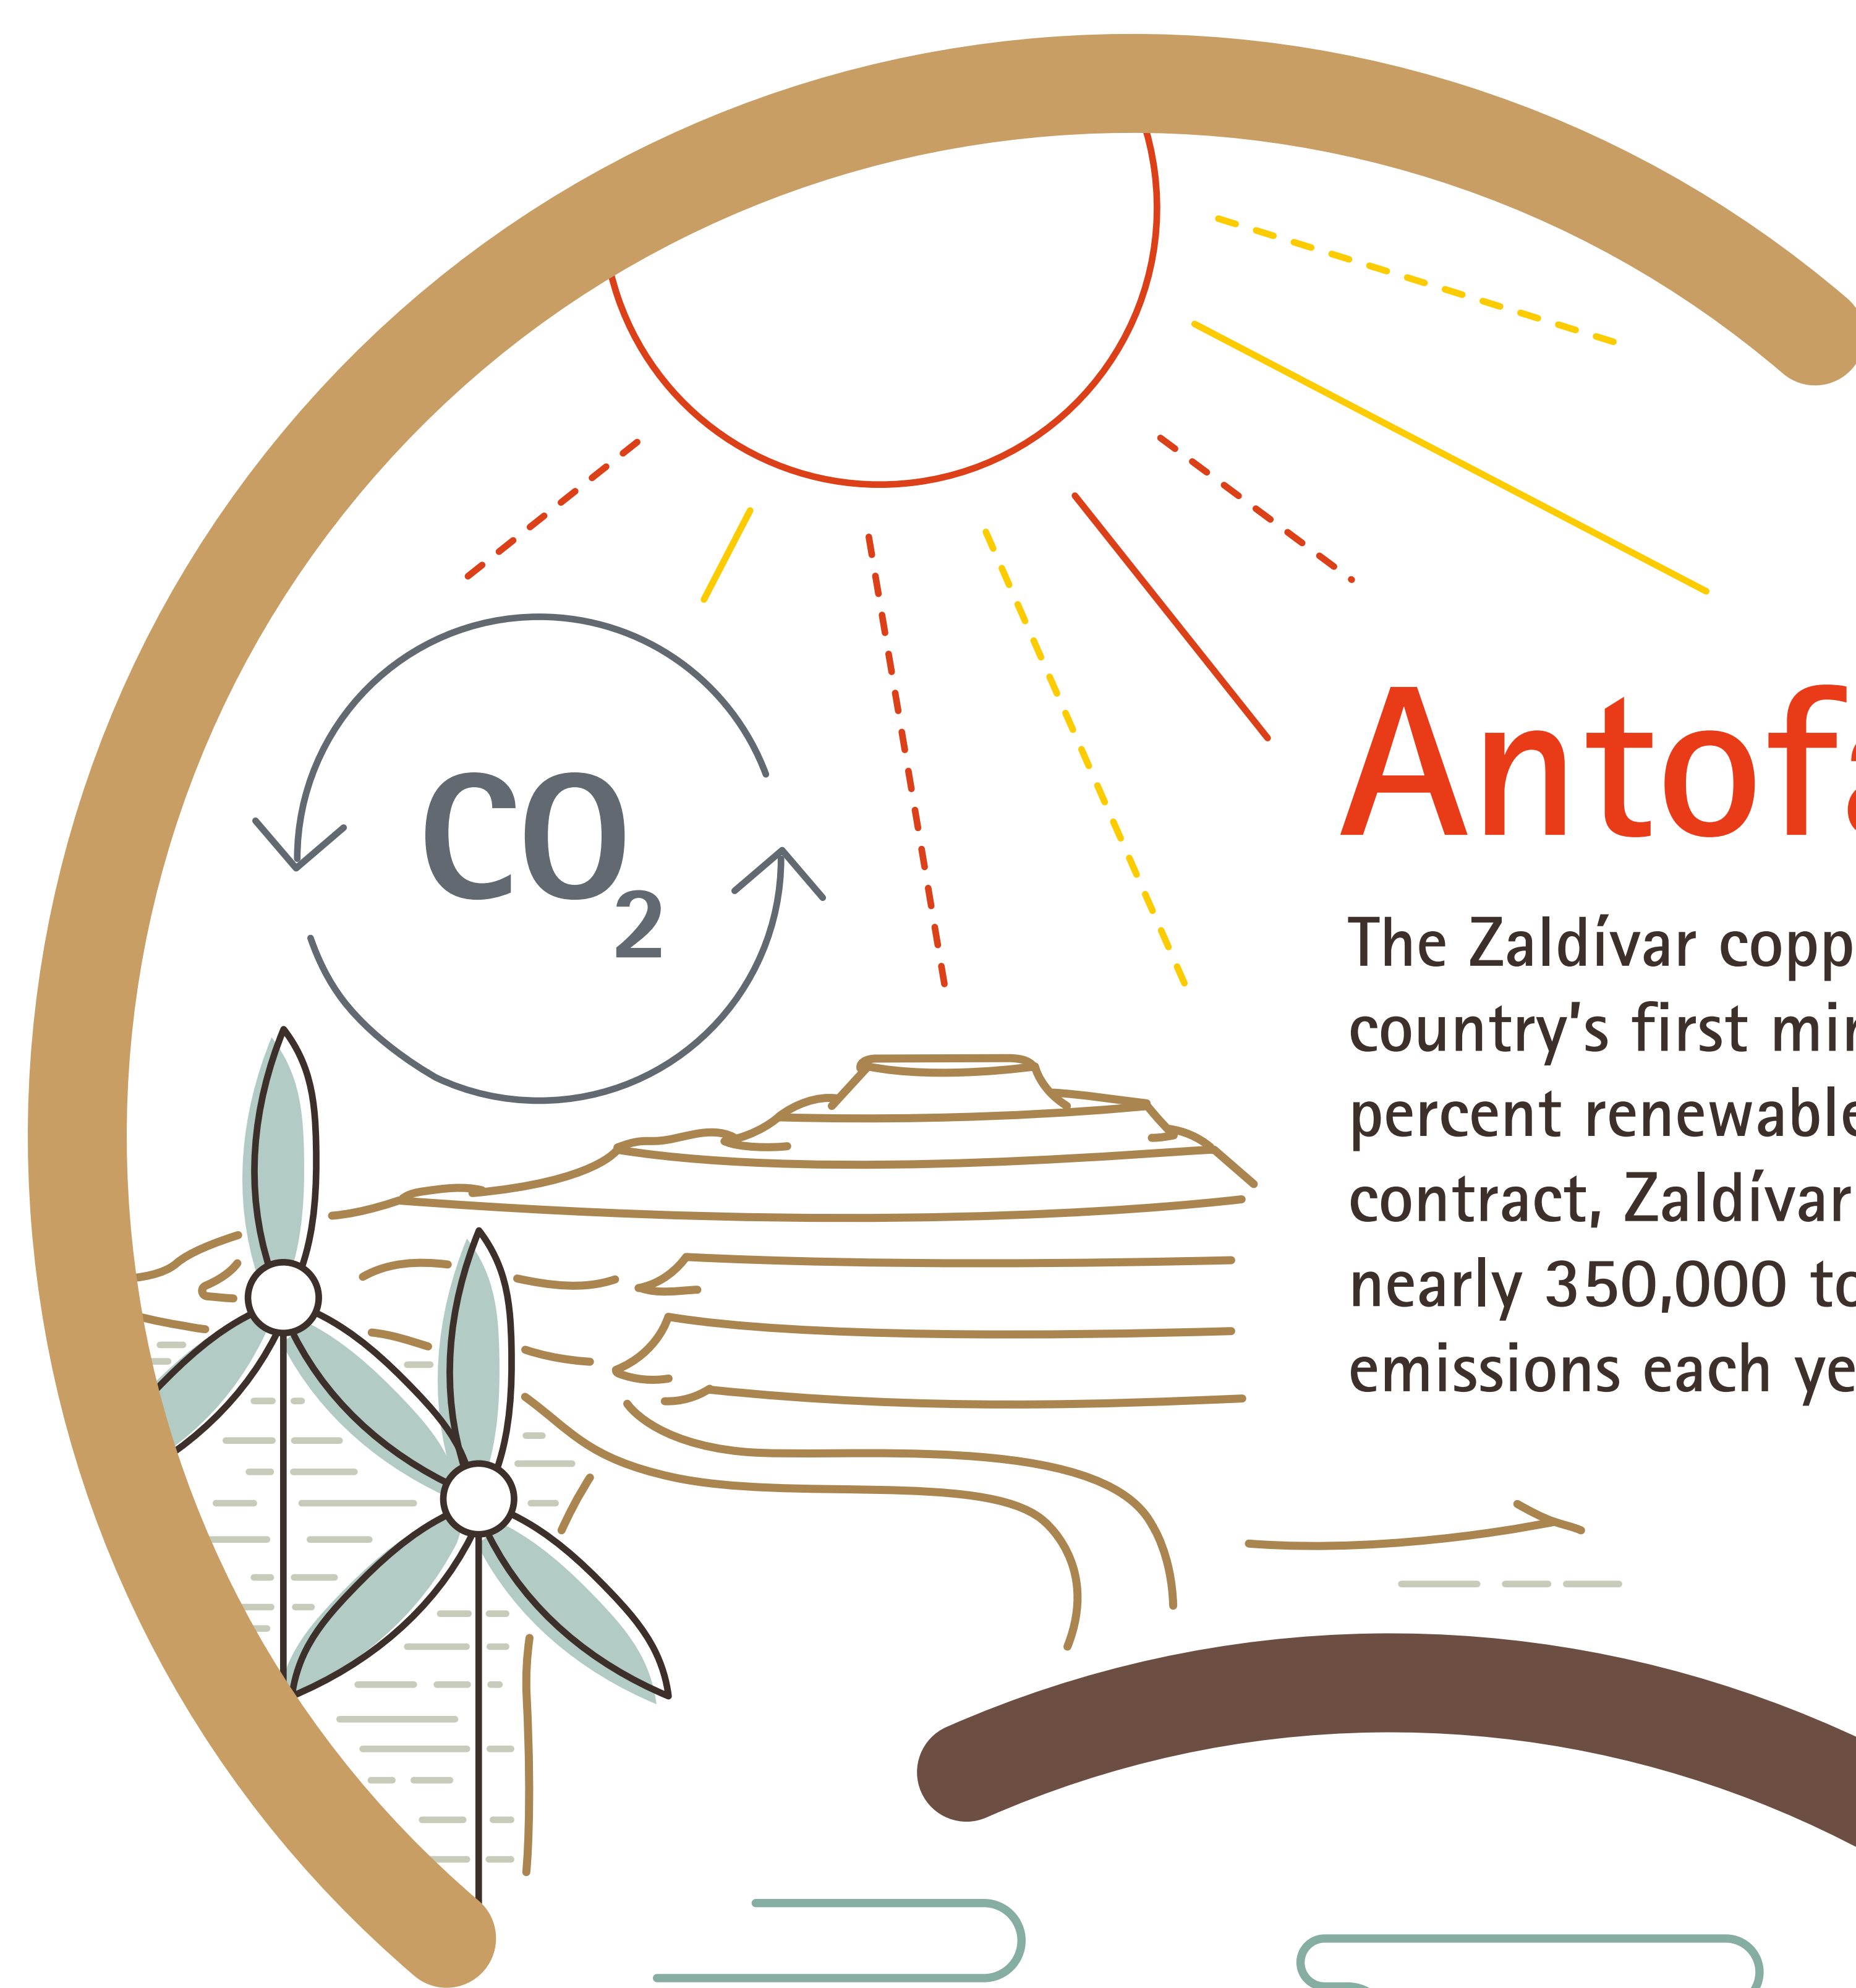 CO2
Antofa
The Zaldívar copp
country's first min
percent renewable
contract, Zaldívar
nearly 350,000 to
emissions each ye